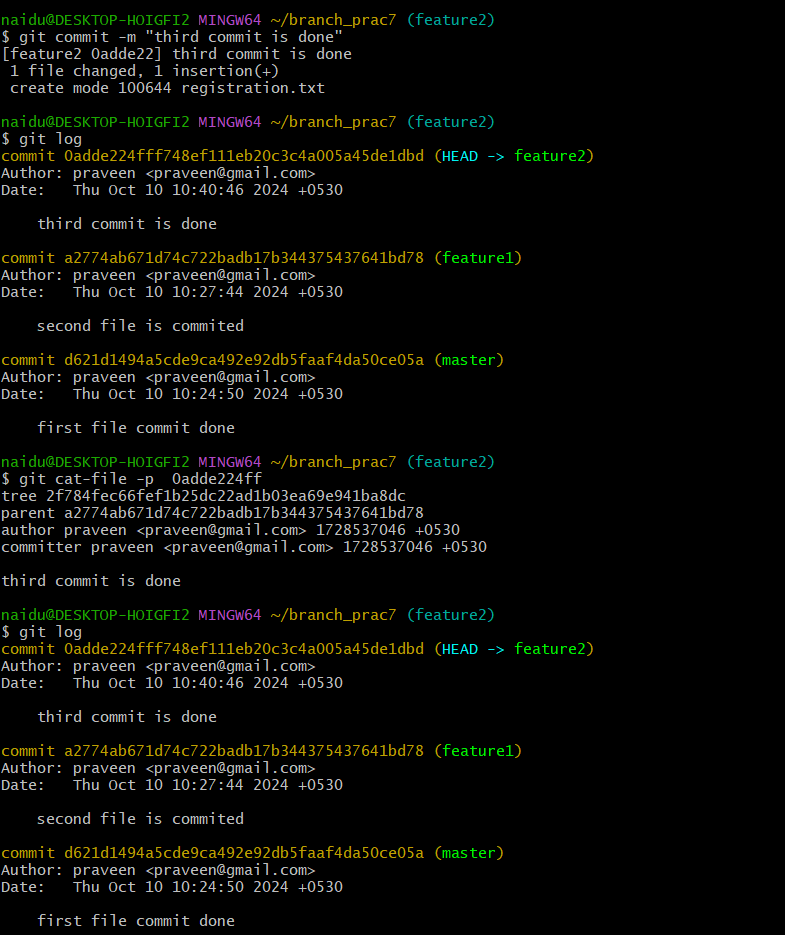 naidu@DESKTOP-HOIGFI2 MINGW64 ~/branch_prac7 (feature2)
$ git commit -m "third commit is done"
[feature2 0adde22] third commit is done
 1 file changed, 1 insertion(+)
 create mode 100644 registration.txt

naidu@DESKTOP-HOIGFI2 MINGW64 ~/branch_prac7 (feature2)
$ git log
commit 0adde224fff748ef111eb20c3c4a005a45de1dbd (HEAD -> feature2)
Author: praveen <praveen@gmail.com>
Date:   Thu Oct 10 10:40:46 2024 +0530

    third commit is done

commit a2774ab671d74c722badb17b344375437641bd78 (feature1)
Author: praveen <praveen@gmail.com>
Date:   Thu Oct 10 10:27:44 2024 +0530

    second file is commited

commit d621d1494a5cde9ca492e92db5faaf4da50ce05a (master)
Author: praveen <praveen@gmail.com>
Date:   Thu Oct 10 10:24:50 2024 +0530

    first file commit done

naidu@DESKTOP-HOIGFI2 MINGW64 ~/branch_prac7 (feature2)
$ git cat-file -p  0adde224ff
tree 2f784fec66fef1b25dc22ad1b03ea69e941ba8dc
parent a2774ab671d74c722badb17b344375437641bd78
author praveen <praveen@gmail.com> 1728537046 +0530
committer praveen <praveen@gmail.com> 1728537046 +0530

third commit is done

naidu@DESKTOP-HOIGFI2 MINGW64 ~/branch_prac7 (feature2)
$ git log
commit 0adde224fff748ef111eb20c3c4a005a45de1dbd (HEAD -> feature2)
Author: praveen <praveen@gmail.com>
Date:   Thu Oct 10 10:40:46 2024 +0530

    third commit is done

commit a2774ab671d74c722badb17b344375437641bd78 (feature1)
Author: praveen <praveen@gmail.com>
Date:   Thu Oct 10 10:27:44 2024 +0530

    second file is commited

commit d621d1494a5cde9ca492e92db5faaf4da50ce05a (master)
Author: praveen <praveen@gmail.com>
Date:   Thu Oct 10 10:24:50 2024 +0530

    first file commit done